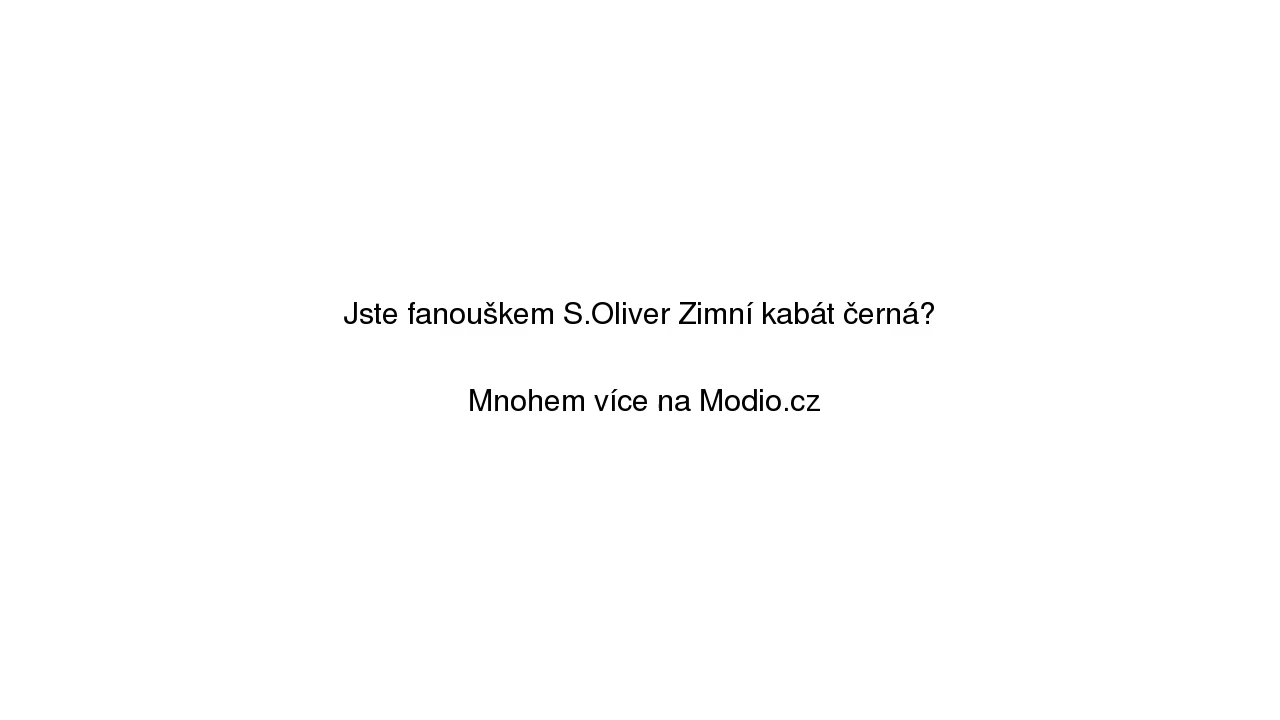 Jste fanouškem S.Oliver Zimní kabát černá?
Mnohem více na Modio.cz